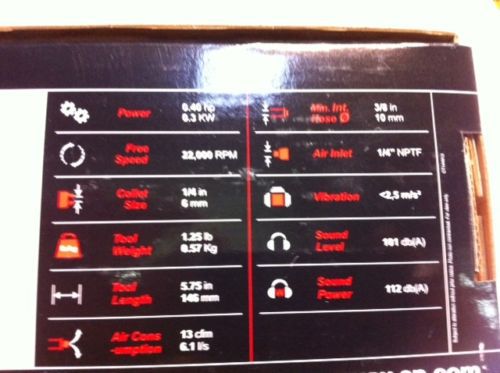 Power
0.40 hp
0.3 KW
Free
Speed
22,000 RPM
Collet
Size
1/4 in
6 mm
Tool
Weight
1.25 lb
0.57 Kg
Tool
Length
5.75 in
146 mm
Air Cons
-umption
13 cfm
6.1 l/s
Min. Int.
Hose Ø
3/8 in
10 mm
Air Inlet
1/4" NPTF
Vibration
<2,5 m/s²
Sound
Level
101 db(A)
Sound
Power
112 db(A)